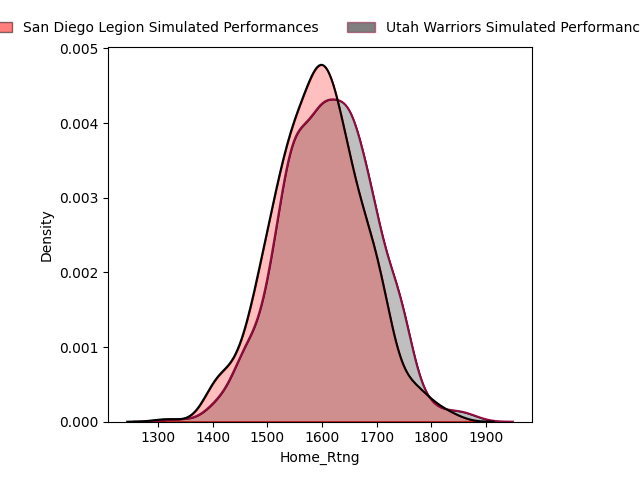 San Diego Legion Simulated Performances Utah Warriors Simulated Performanc
0.005
0.004
0.003
0.002
0.001
0.000
Density
1300 1400 1500 1600 1700 1800 1900
Home_Rtng